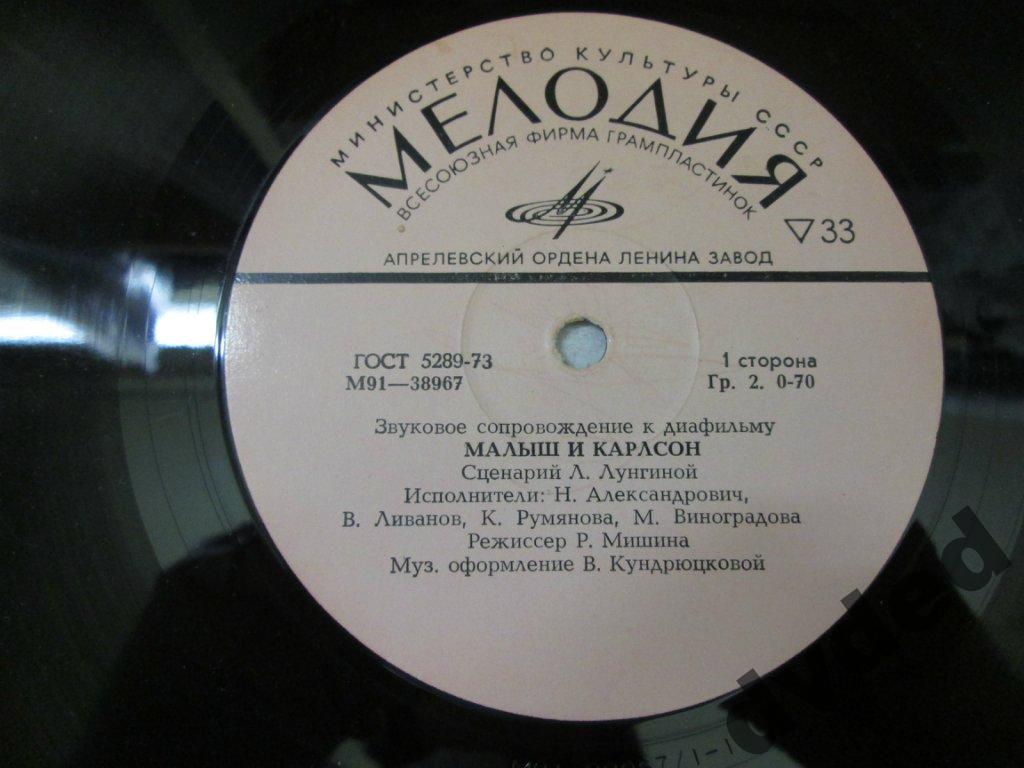 МИНИСТЕРСТВО КУЛЬТУРЫ СССР
МЕЛОДИЯ
ВСЕСОЮЗНАЯ ФИРМА ГРАМПЛАСТИНОК
▽33
АПРЕЛЕВСКИЙ ОРДЕНА ЛЕНИНА ЗАВОД
ГОСТ 5289-73 1 сторона
М91—38967 Гр. 2. 0-70
Звуковое сопровождение к диафильму
МАЛЫШ И КАРЛСОН
Сценарий Л. Лунгиной
Исполнители: Н. Александрович,
В. Ливанов, К. Румянова, М. Виноградова
Режиссер Р. Мишина
Муз. оформление В. Кундрюцковой
dvded